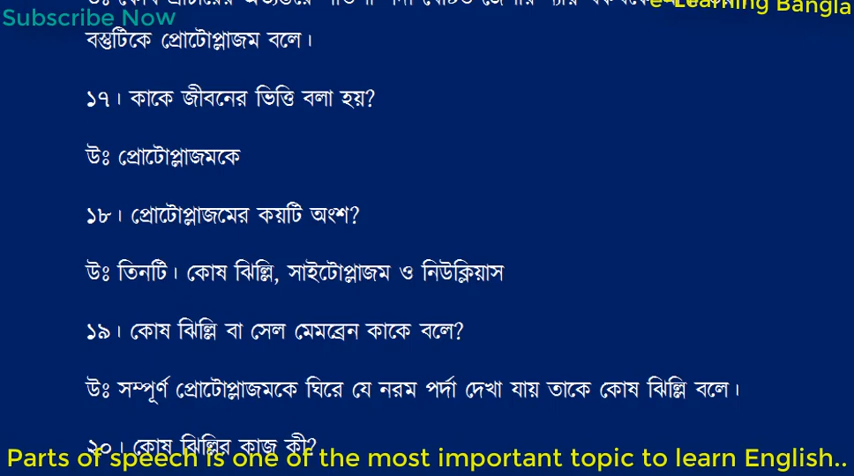 Subscribe Now
e-Learning Bangla
বস্তুটিকে প্রোটোপ্লাজম বলে।
১৭। কাকে জীবনের ভিত্তি বলা হয়?
উঃ প্রোটোপ্লাজমকে
১৮। প্রোটোপ্লাজমের কয়টি অংশ?
উঃ তিনটি। কোষ ঝিল্লি, সাইটোপ্লাজম ও নিউক্লিয়াস
১৯। কোষ ঝিল্লি বা সেল মেমব্রেন কাকে বলে?
উঃ সম্পূর্ণ প্রোটোপ্লাজমকে ঘিরে যে নরম পর্দা দেখা যায় তাকে কোষ ঝিল্লি বলে।
২০। কোষ ঝিল্লির কাজ কী?
Parts of speech is one of the most important topic to learn English..